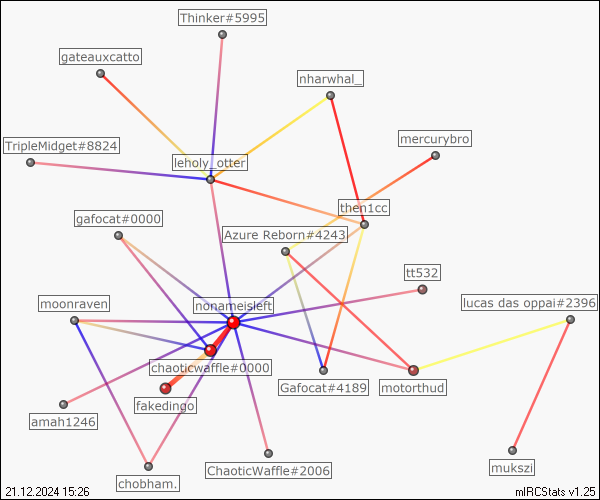 Thinker#5995
gateauxcatto
nharwhal_
mercurybro
TripleMidget#8824
leholy_otter
then1cc
gafocat#0000
Azure Reborn#4243
tt532
moonraven
nonameisleft
lucas das oppai#2396
chaoticwaffle#0000
Gafocat#4189
motorthud
fakedingo
amah1246
ChaoticWaffle#2006
mukszi
chobham.
21.12.2024 15:26
mIRCStats v1.25